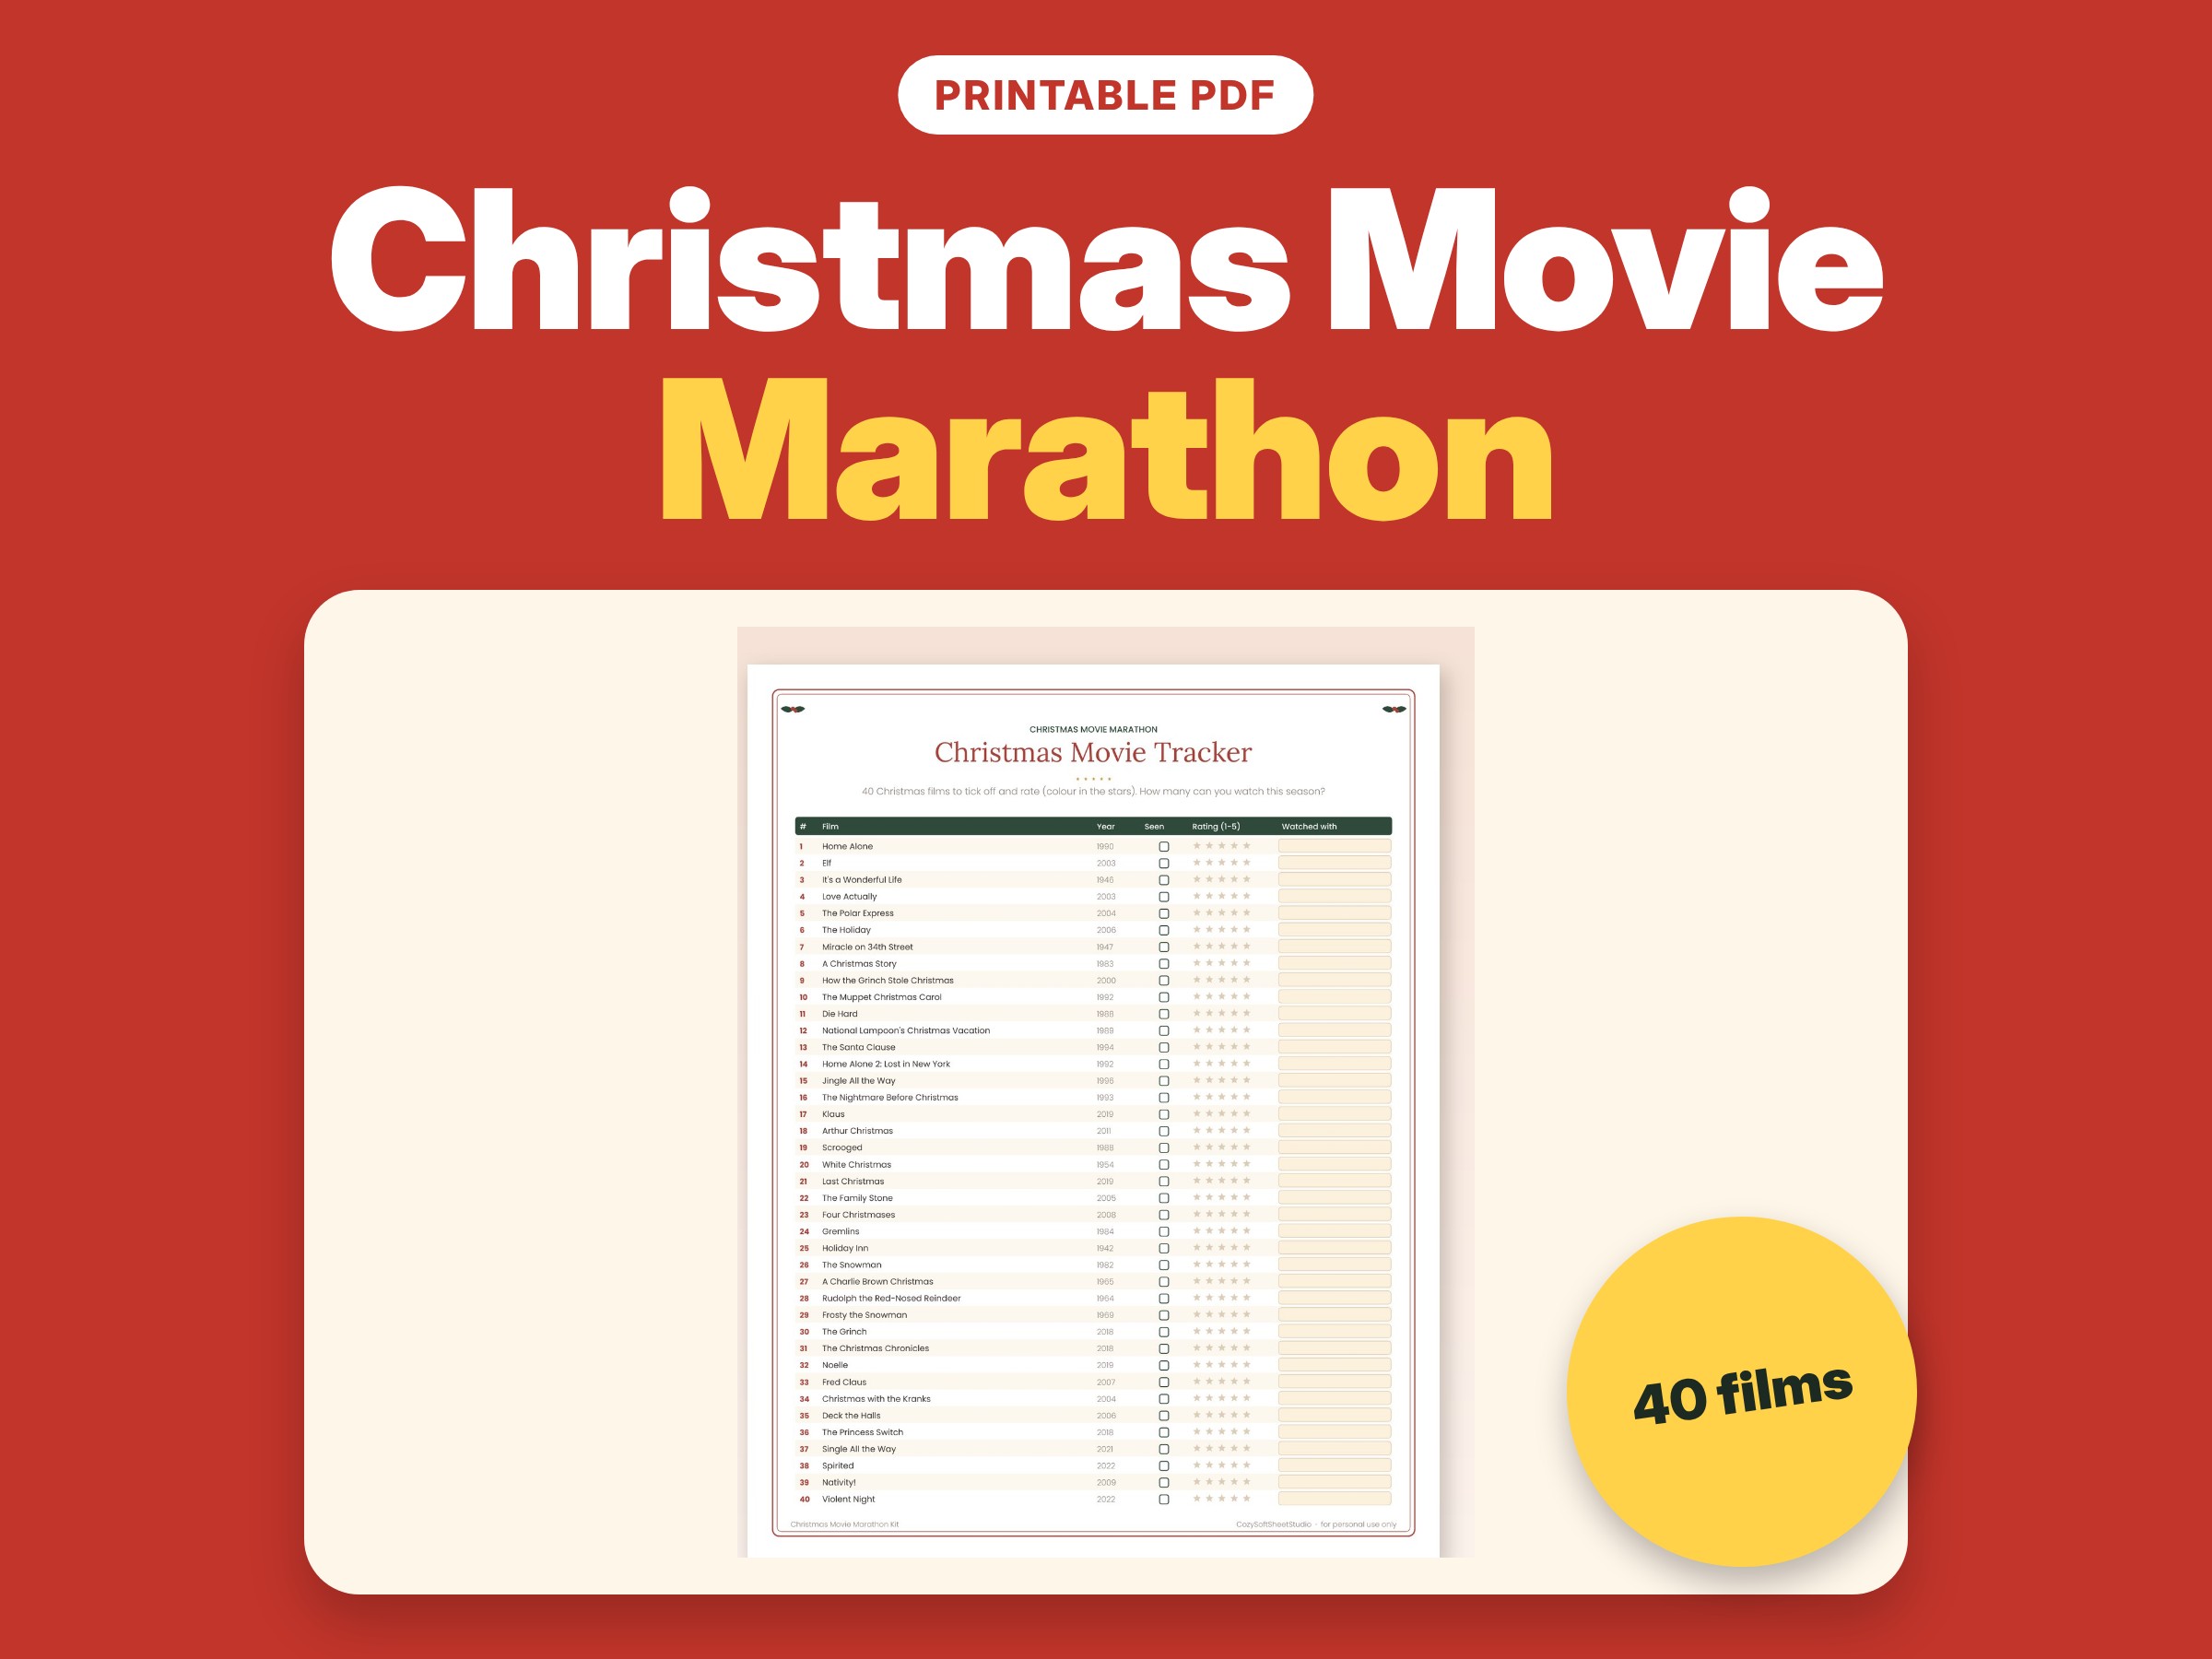 PRINTABLE PDF
Christmas Movie
Marathon
CHRISTMAS MOVIE MARATHON
Christmas Movie Tracker
40 Christmas films to tick off and rate (colour in the stars). How many can you watch this season?
# Film Year Seen Rating (1-5) Watched with
1 Home Alone 1990
2 Elf 2003
3 It's a Wonderful Life 1946
4 Love Actually 2003
5 The Polar Express 2004
6 The Holiday 2006
7 Miracle on 34th Street 1947
8 A Christmas Story 1983
9 How the Grinch Stole Christmas 2000
10 The Muppet Christmas Carol 1992
11 Die Hard 1988
12 National Lampoon's Christmas Vacation 1989
13 The Santa Clause 1994
14 Home Alone 2: Lost in New York 1992
15 Jingle All the Way 1996
16 The Nightmare Before Christmas 1993
17 Klaus 2019
18 Arthur Christmas 2011
19 Scrooged 1988
20 White Christmas 1954
21 Last Christmas 2019
22 The Family Stone 2005
23 Four Christmases 2008
24 Gremlins 1984
25 Holiday Inn 1942
26 The Snowman 1982
27 A Charlie Brown Christmas 1965
28 Rudolph the Red-Nosed Reindeer 1964
29 Frosty the Snowman 1969
30 The Grinch 2018
31 The Christmas Chronicles 2018
32 Noelle 2019
33 Fred Claus 2007
34 Christmas with the Kranks 2004
35 Deck the Halls 2006
36 The Princess Switch 2018
37 Single All the Way 2021
38 Spirited 2022
39 Nativity! 2009
40 Violent Night 2022
Christmas Movie Marathon Kit
CozySoftSheetStudio - for personal use only
40 films